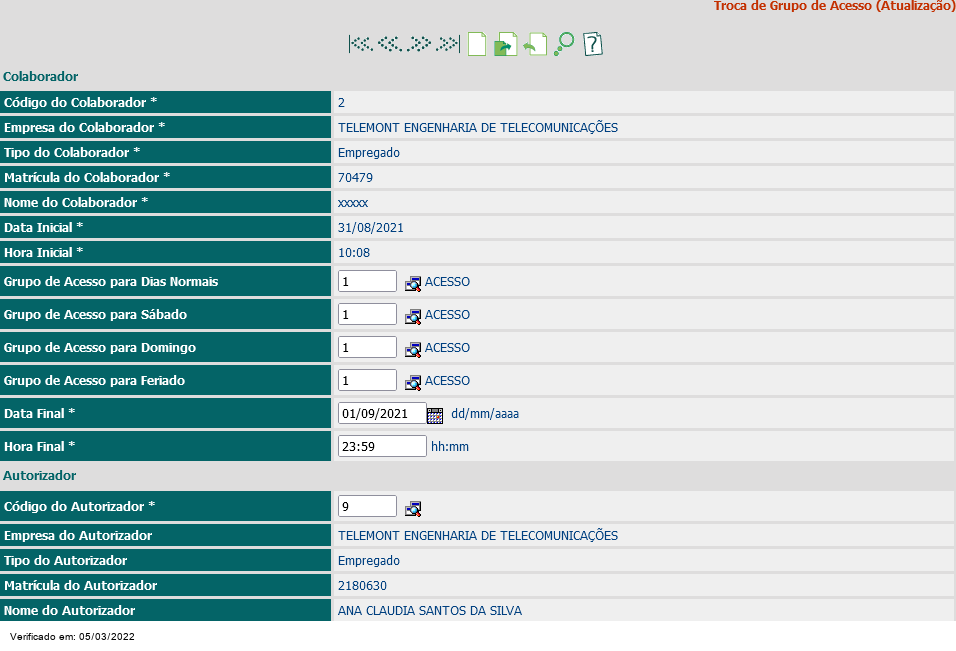 Troca de Grupo de Acesso (Atualização)
Colaborador
Código do Colaborador * 2
Empresa do Colaborador * TELEMONT ENGENHARIA DE TELECOMUNICAÇÕES
Tipo do Colaborador * Empregado
Matrícula do Colaborador * 70479
Nome do Colaborador * xxxxx
Data Inicial * 31/08/2021
Hora Inicial * 10:08
Grupo de Acesso para Dias Normais 1 ACESSO
Grupo de Acesso para Sábado 1 ACESSO
Grupo de Acesso para Domingo 1 ACESSO
Grupo de Acesso para Feriado 1 ACESSO
Data Final * 01/09/2021 dd/mm/aaaa
Hora Final * 23:59 hh:mm
Autorizador
Código do Autorizador * 9
Empresa do Autorizador TELEMONT ENGENHARIA DE TELECOMUNICAÇÕES
Tipo do Autorizador Empregado
Matrícula do Autorizador 2180630
Nome do Autorizador ANA CLAUDIA SANTOS DA SILVA
Verificado em: 05/03/2022